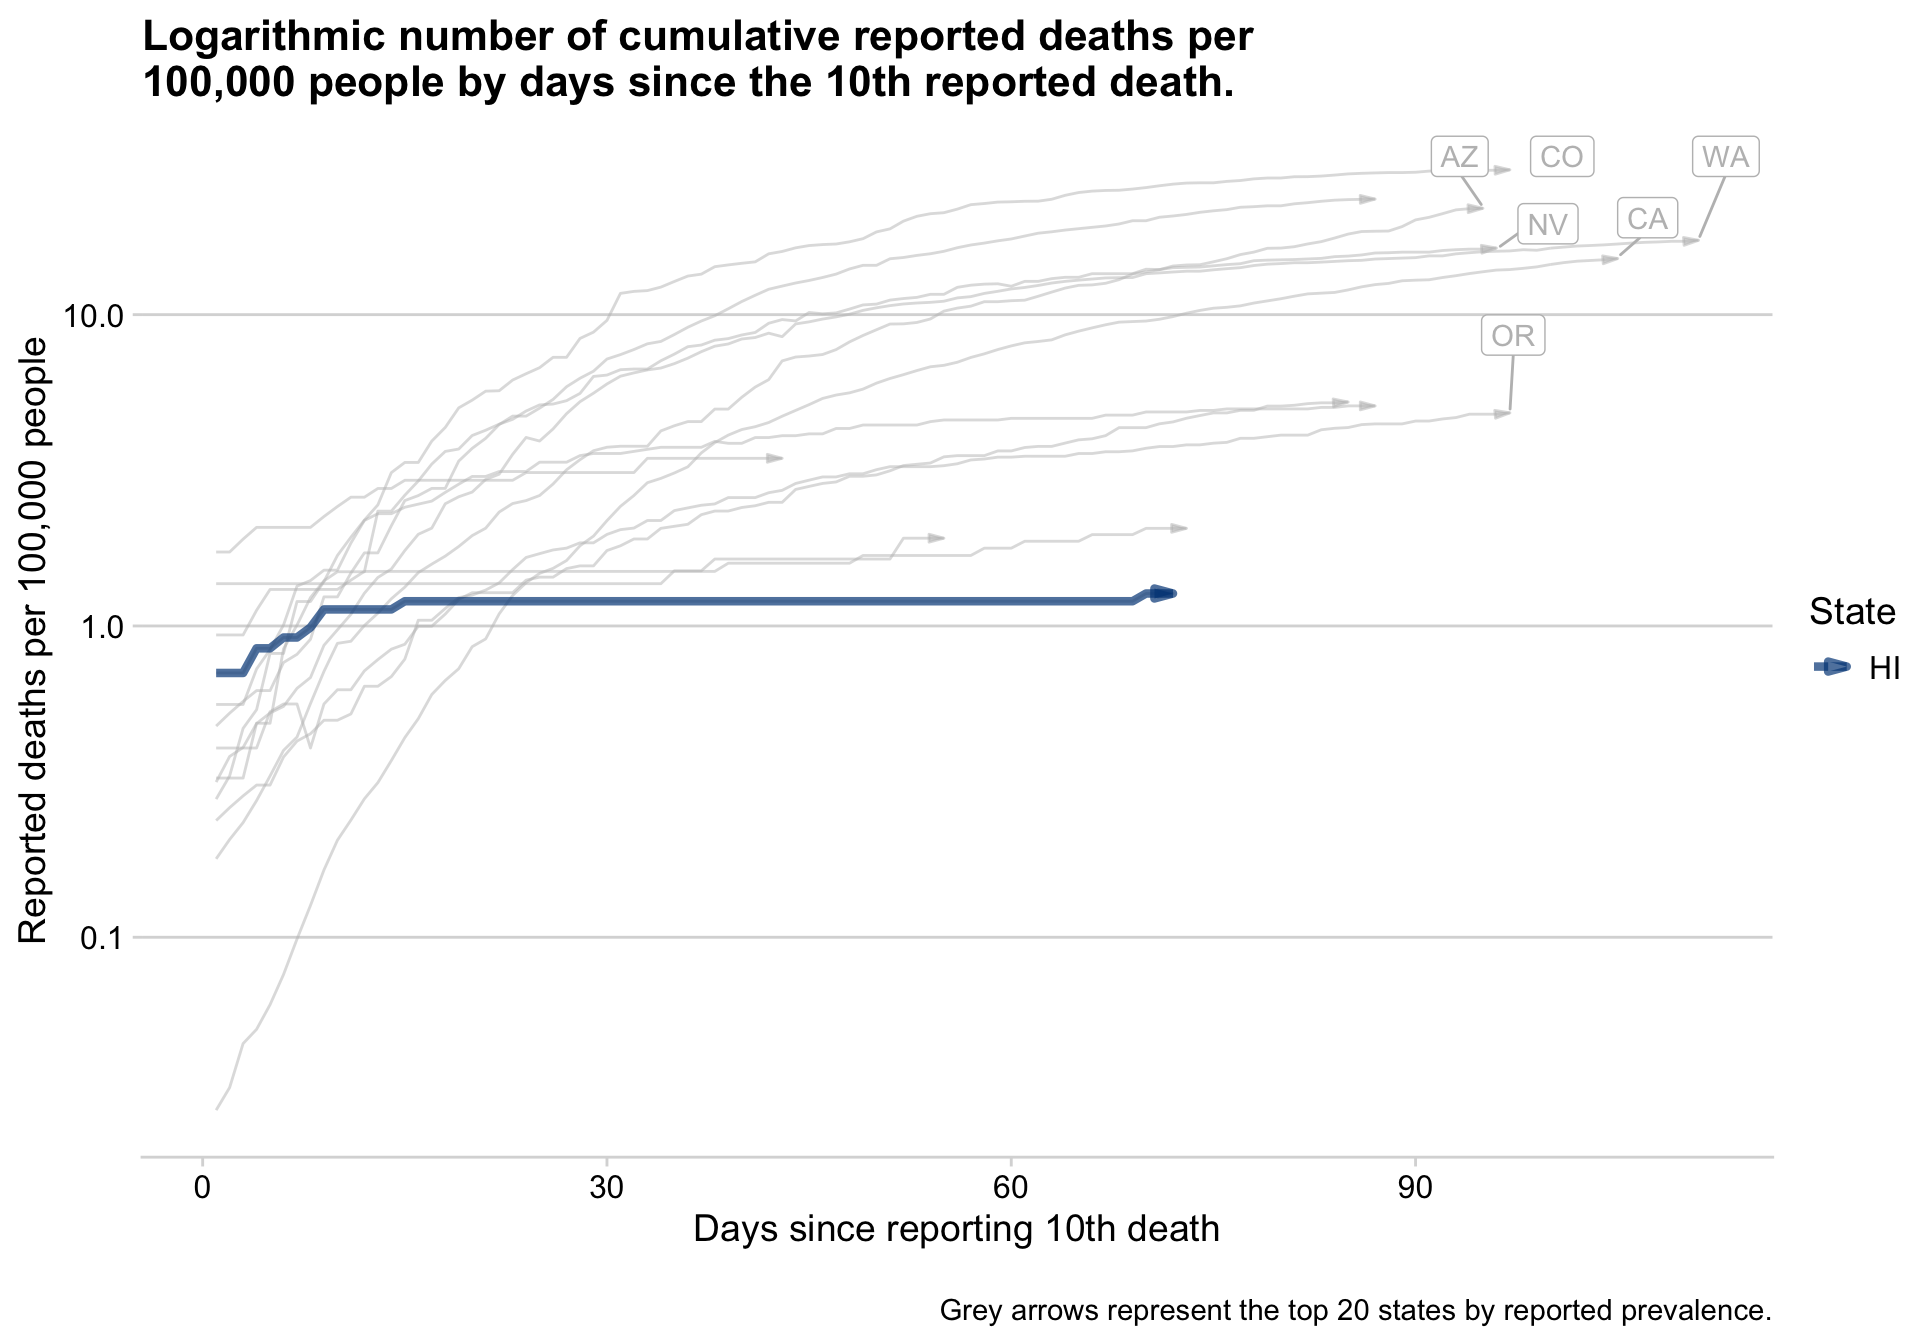 Logarithmic number of cumulative reported deaths per
100,000 people by days since the 10th reported death.
AZ
CO
WA
NV
CA
OR
10.0
1.0
0.1
Reported deaths per 100,000 people
State
HI
0
30
60
90
Days since reporting 10th death
Grey arrows represent the top 20 states by reported prevalence.